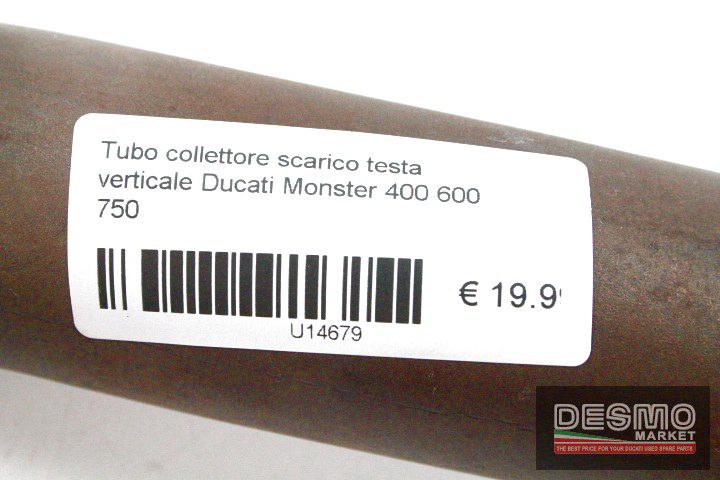 Tubo collettore scarico testa
verticale Ducati Monster 400 600
750
€ 19.9
U14679
DESMO
MARKET
THE BEST PRICE FOR YOUR DUCATI USED SPARE PARTS